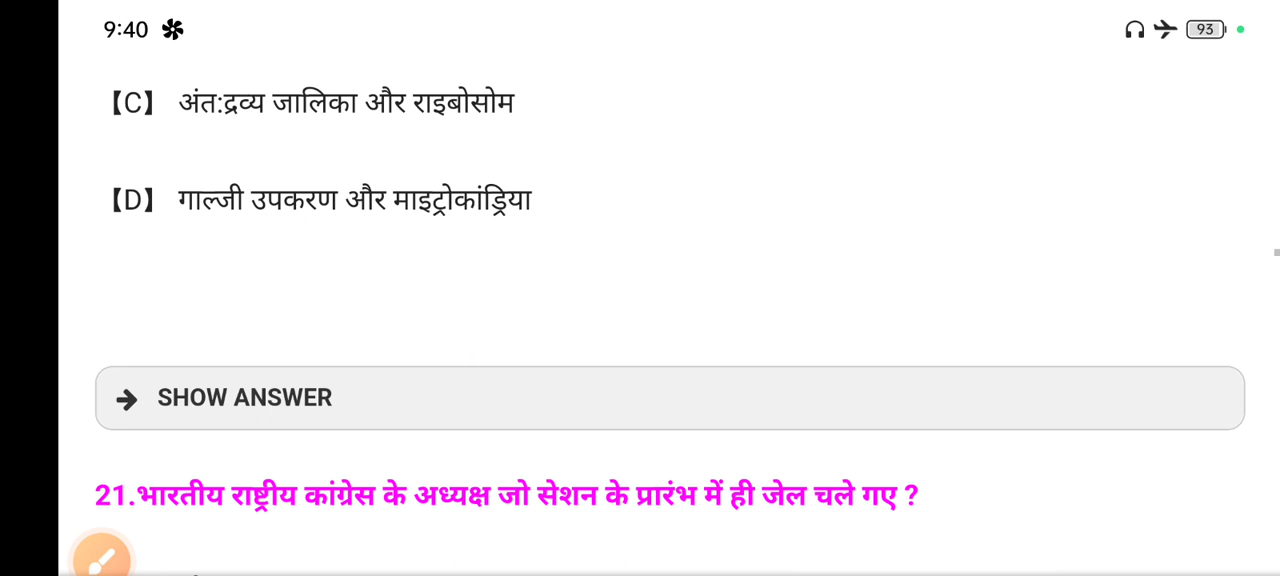 9:40
93
【C】 अंत:द्रव्य जालिका और राइबोसोम
【D】 गाल्जी उपकरण और माइट्रोकांड्रिया
SHOW ANSWER
21.भारतीय राष्ट्रीय कांग्रेस के अध्यक्ष जो सेशन के प्रारंभ में ही जेल चले गए ?